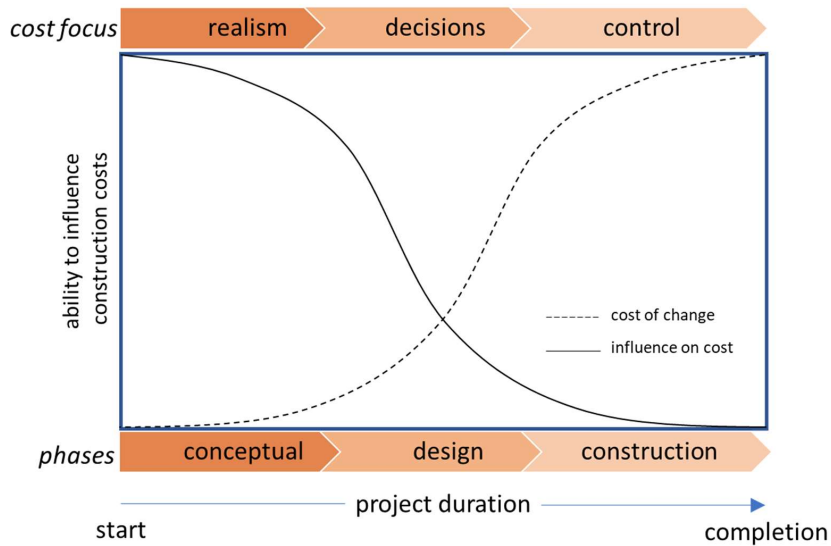 cost focus realism decisions control
ability to influence
construction costs
cost of change
influence on cost
phases conceptual design construction
project duration
start completion